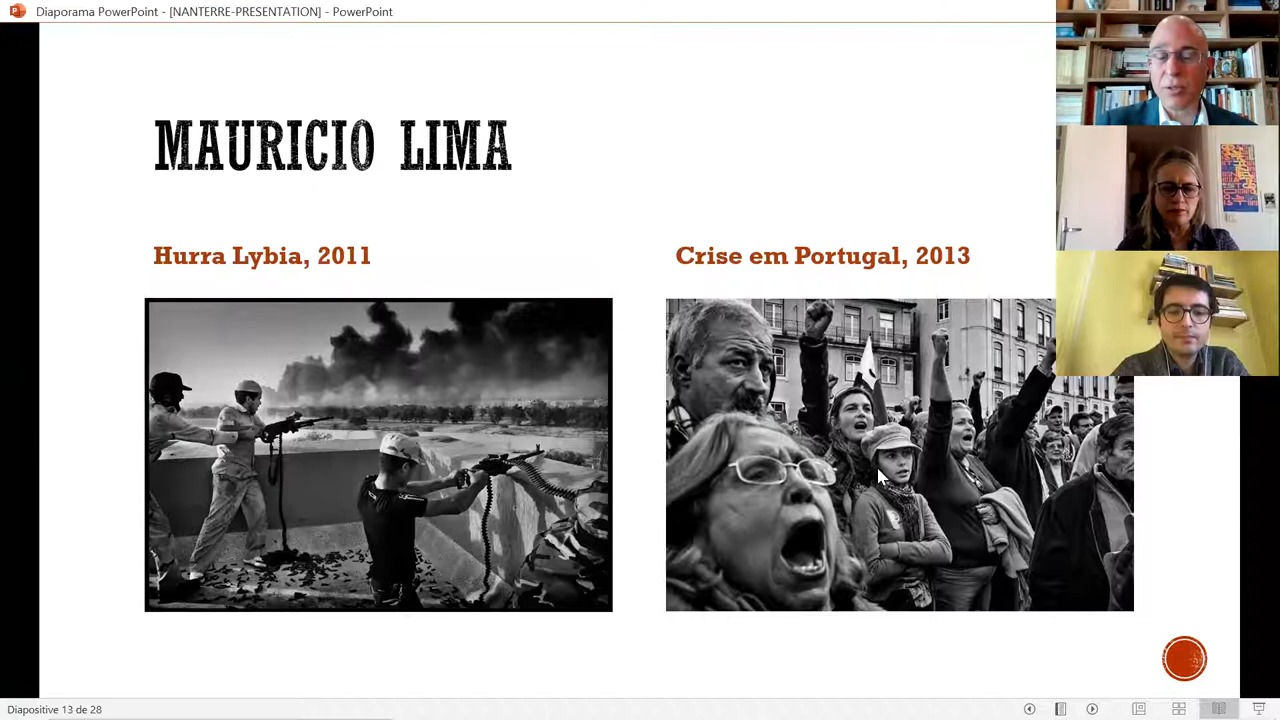 Diaporama PowerPoint - [NANTERRE-PRESENTATION] - PowerPoint
MAURICIO LIMA
Hurra Lybia, 2011
Crise em Portugal, 2013
Diapositive 13 de 28